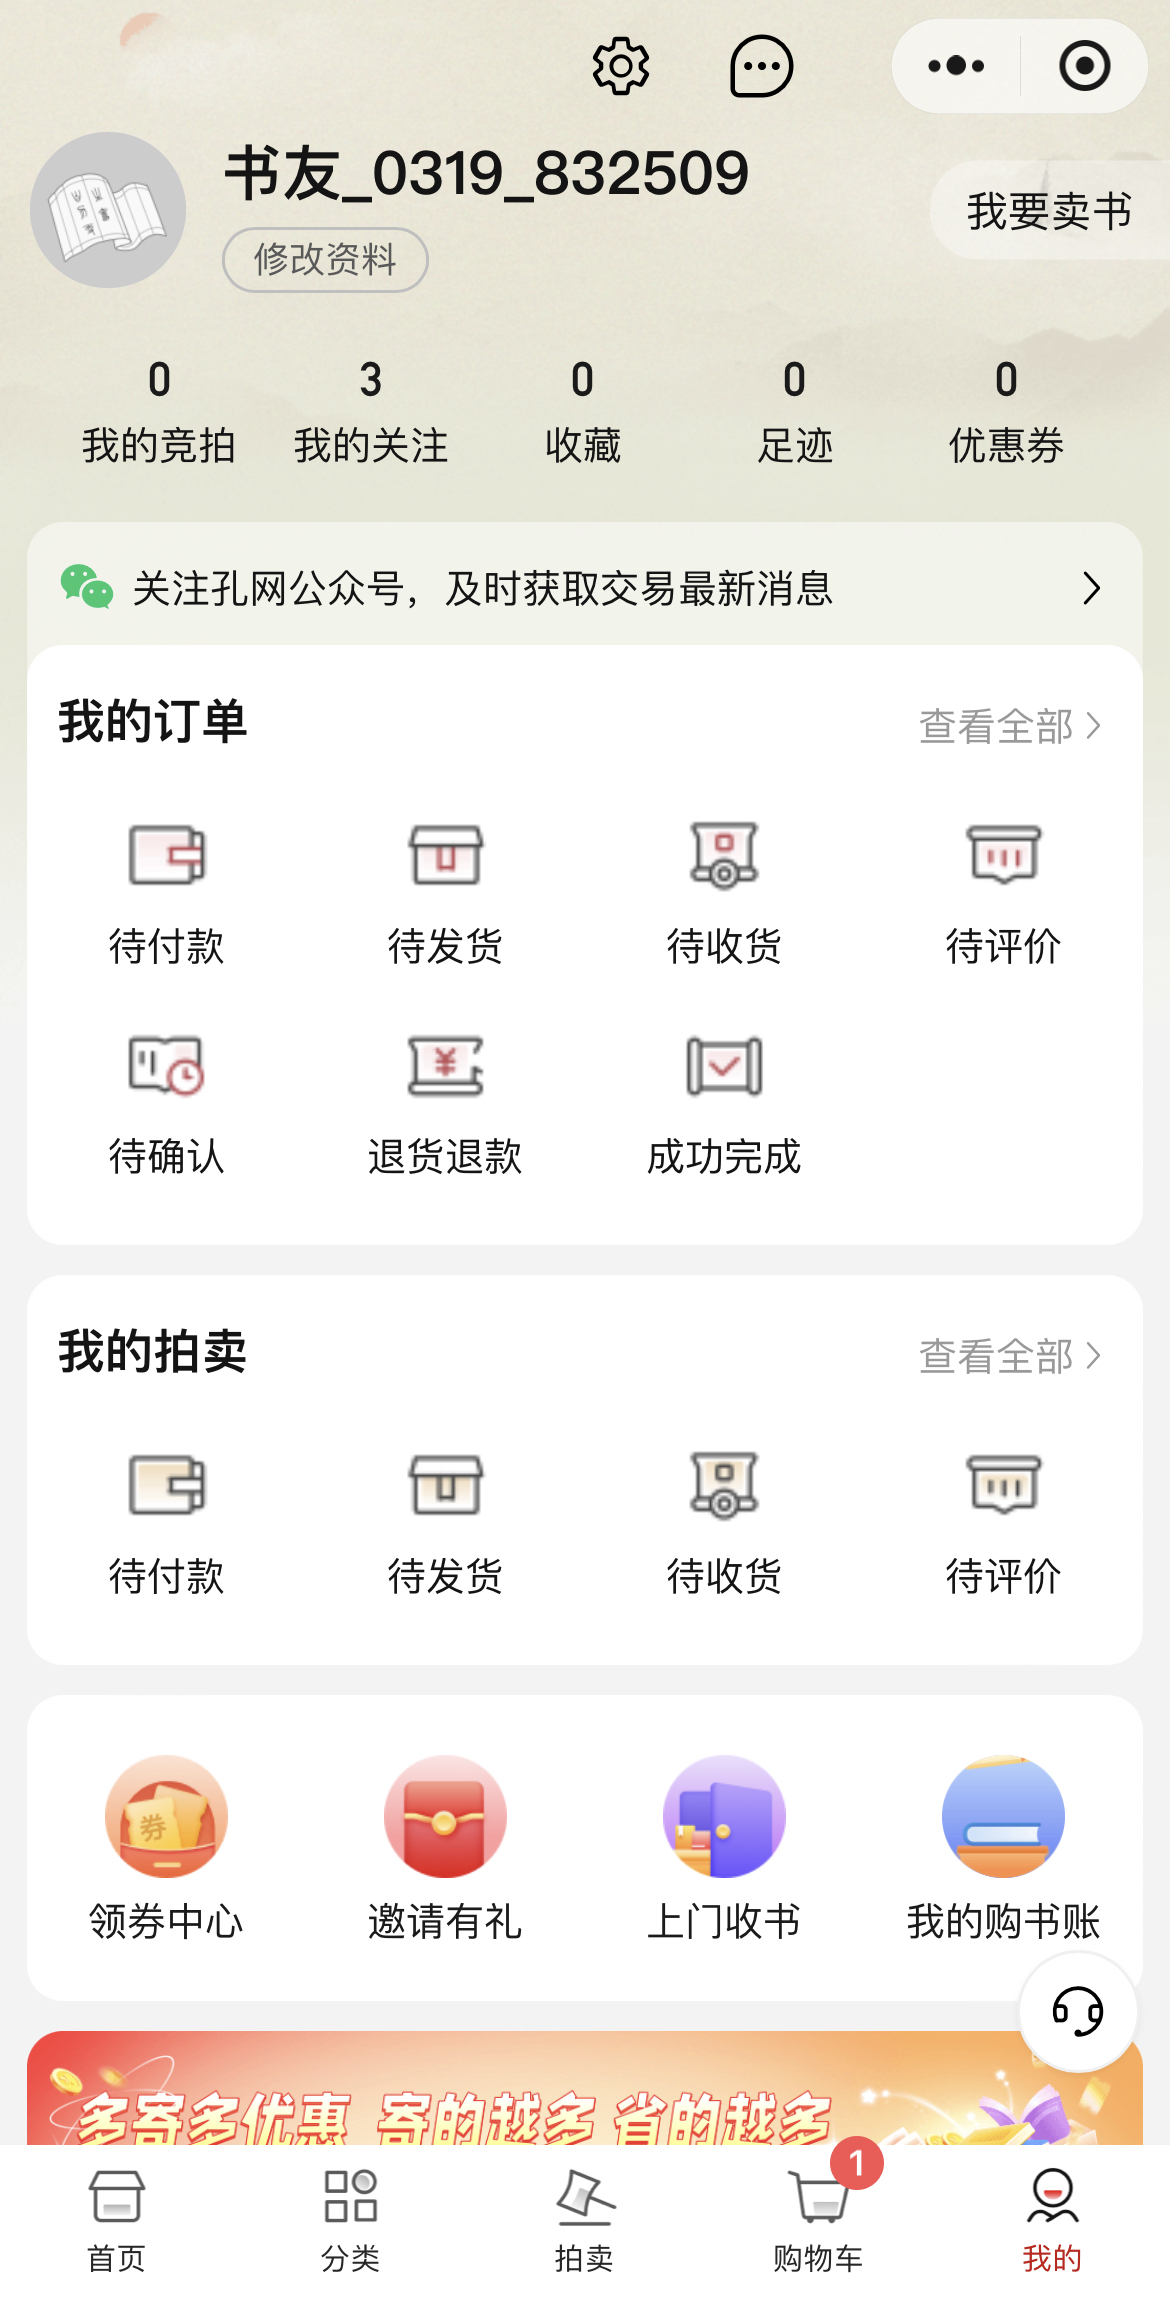 书友_0319_832509
我要卖书
修改资料
0 3 0 0 0
我的竞拍 我的关注 收藏 足迹 优惠券
关注孔网公众号，及时获取交易最新消息
我的订单 查看全部
待付款 待发货 待收货 待评价
待确认 退货退款 成功完成
我的拍卖 查看全部
待付款 待发货 待收货 待评价
券
领券中心 邀请有礼 上门收书 我的购书账
多寄多优惠 寄的越多 省的越多
1
首页 分类 拍卖 购物车 我的